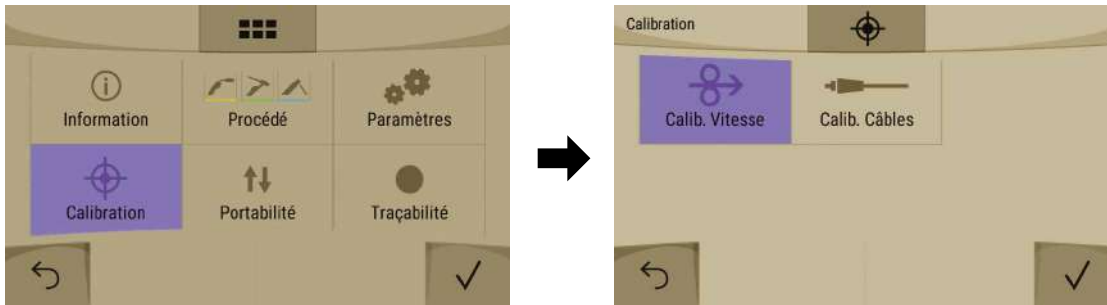 Information
Procédé
Paramètres
Calibration
Portabilité
Traçabilité
Calibration
Calib. Vitesse
Calib. Câbles